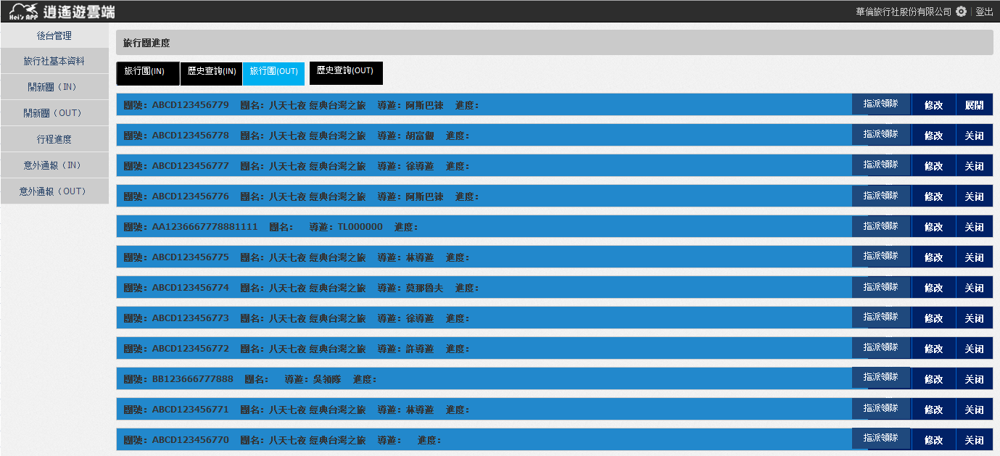 Hei's APP 逍遙遊雲端 華倫旅行社股份有限公司 登出
後台管理
旅行社基本資料
開新團（IN）
開新團（OUT）
行程進度
意外通報（IN）
意外通報（OUT）
旅行團進度
旅行團(IN) 歷史查詢(IN) 旅行團(OUT) 歷史查詢(OUT)
團號：ABCD123456779 團名：八天七夜 經典台灣之旅 導遊：阿斯巴辣 進度： 指派領隊 修改 展開
團號：ABCD123456778 團名：八天七夜 經典台灣之旅 導遊：胡富 進度： 指派領隊 修改 关闭
團號：ABCD123456777 團名：八天七夜 經典台灣之旅 導遊：徐導遊 進度： 指派領隊 修改 关闭
團號：ABCD123456776 團名：八天七夜 經典台灣之旅 導遊：阿斯巴辣 進度： 指派領隊 修改 关闭
團號：AA1236667778881111 團名： 導遊：TL000000 進度： 指派領隊 修改 关闭
團號：ABCD123456775 團名：八天七夜 經典台灣之旅 導遊：林導遊 進度： 指派領隊 修改 关闭
團號：ABCD123456774 團名：八天七夜 經典台灣之旅 導遊：莫那魯夫 進度： 指派領隊 修改 关闭
團號：ABCD123456773 團名：八天七夜 經典台灣之旅 導遊：徐導遊 進度： 指派領隊 修改 关闭
團號：ABCD123456772 團名：八天七夜 經典台灣之旅 導遊：許導遊 進度： 指派領隊 修改 关闭
團號：BB123666777888 團名： 導遊：吳領隊 進度： 指派領隊 修改 关闭
團號：ABCD123456771 團名：八天七夜 經典台灣之旅 導遊：林導遊 進度： 指派領隊 修改 关闭
團號：ABCD123456770 團名：八天七夜 經典台灣之旅 導遊： 進度： 指派領隊 修改 关闭